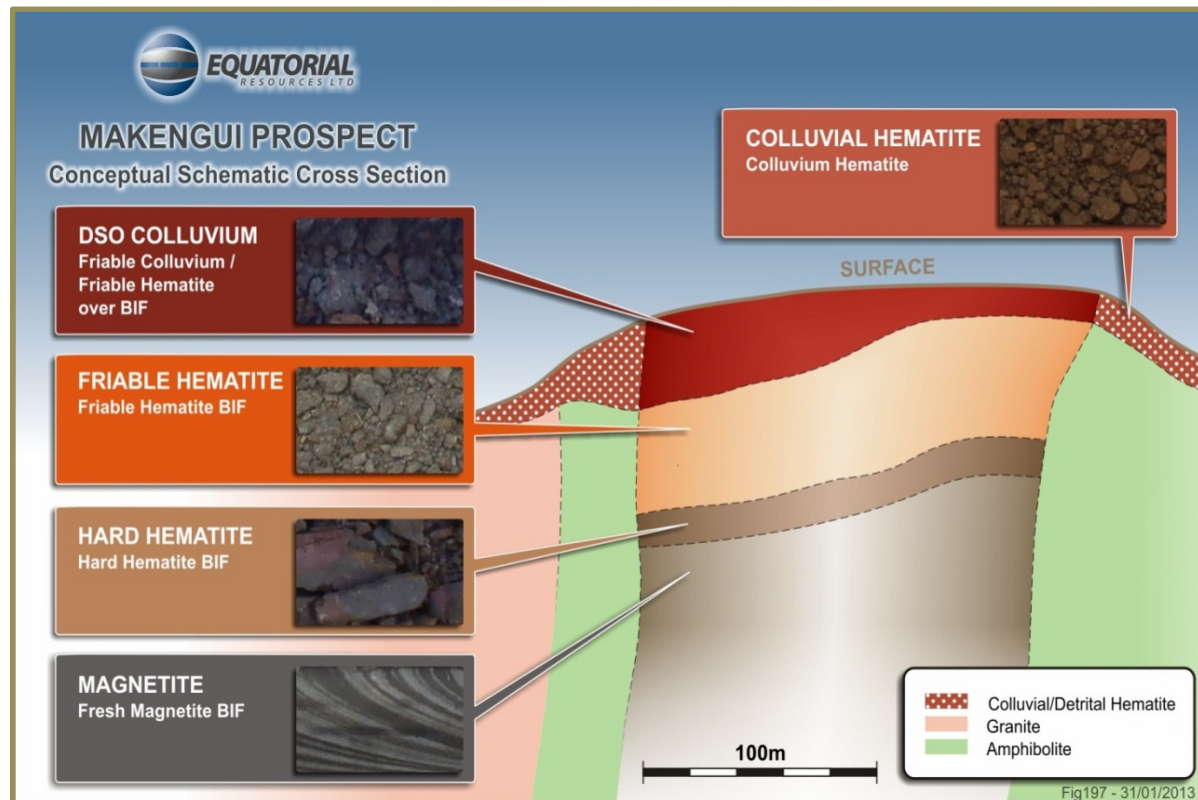 EQUATORIAL
RESOURCES LTD
MAKENGUI PROSPECT
Conceptual Schematic Cross Section
DSO COLLUVIUM
Friable Colluvium /
Friable Hematite
over BIF
FRIABLE HEMATITE
Friable Hematite BIF
HARD HEMATITE
Hard Hematite BIF
MAGNETITE
Fresh Magnetite BIF
COLLUVIAL HEMATITE
Colluvium Hematite
SURFACE
100m
Colluvial/Detrital Hematite
Granite
Amphibolite
Fig197 - 31/01/2013